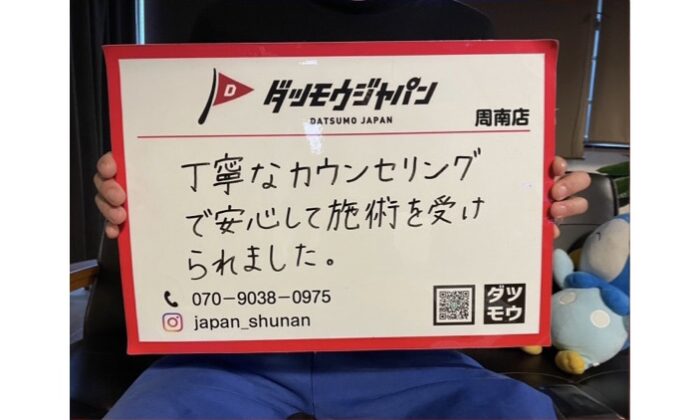 D
ダツモウジャパン
DATSUMO JAPAN
周南店
丁寧なカウンセリング
で安心して施術を受け
られました。
070-9038-0975
japan_shunan
ダツ
モウ